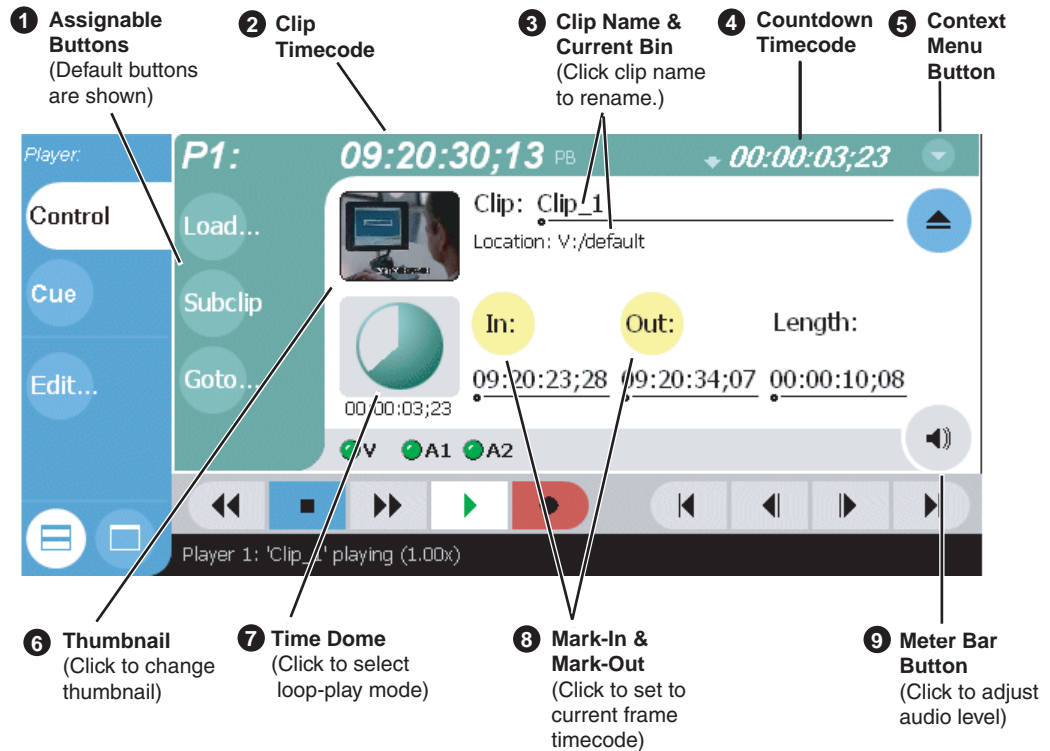 1 Assignable
Buttons
(Default buttons
are shown)
2 Clip
Timecode
3 Clip Name &
Current Bin
(Click clip name
to rename.)
4 Countdown
Timecode
5 Context
Menu
Button
Player:
P1:
09:20:30;13 PB
00:00:03;23
Control
Cue
Edit...
Load...
Subclip
Goto...
Clip: Clip_1
Location: V:/default
In:
Out:
Length:
09:20:23;28 09:20:34;07 00:00:10;08
00:00:03;23
V A1 A2
Player 1: 'Clip_1' playing (1.00x)
6 Thumbnail
(Click to change
thumbnail)
7 Time Dome
(Click to select
loop-play mode)
8 Mark-In &
Mark-Out
(Click to set to
current frame
timecode)
9 Meter Bar
Button
(Click to adjust
audio level)